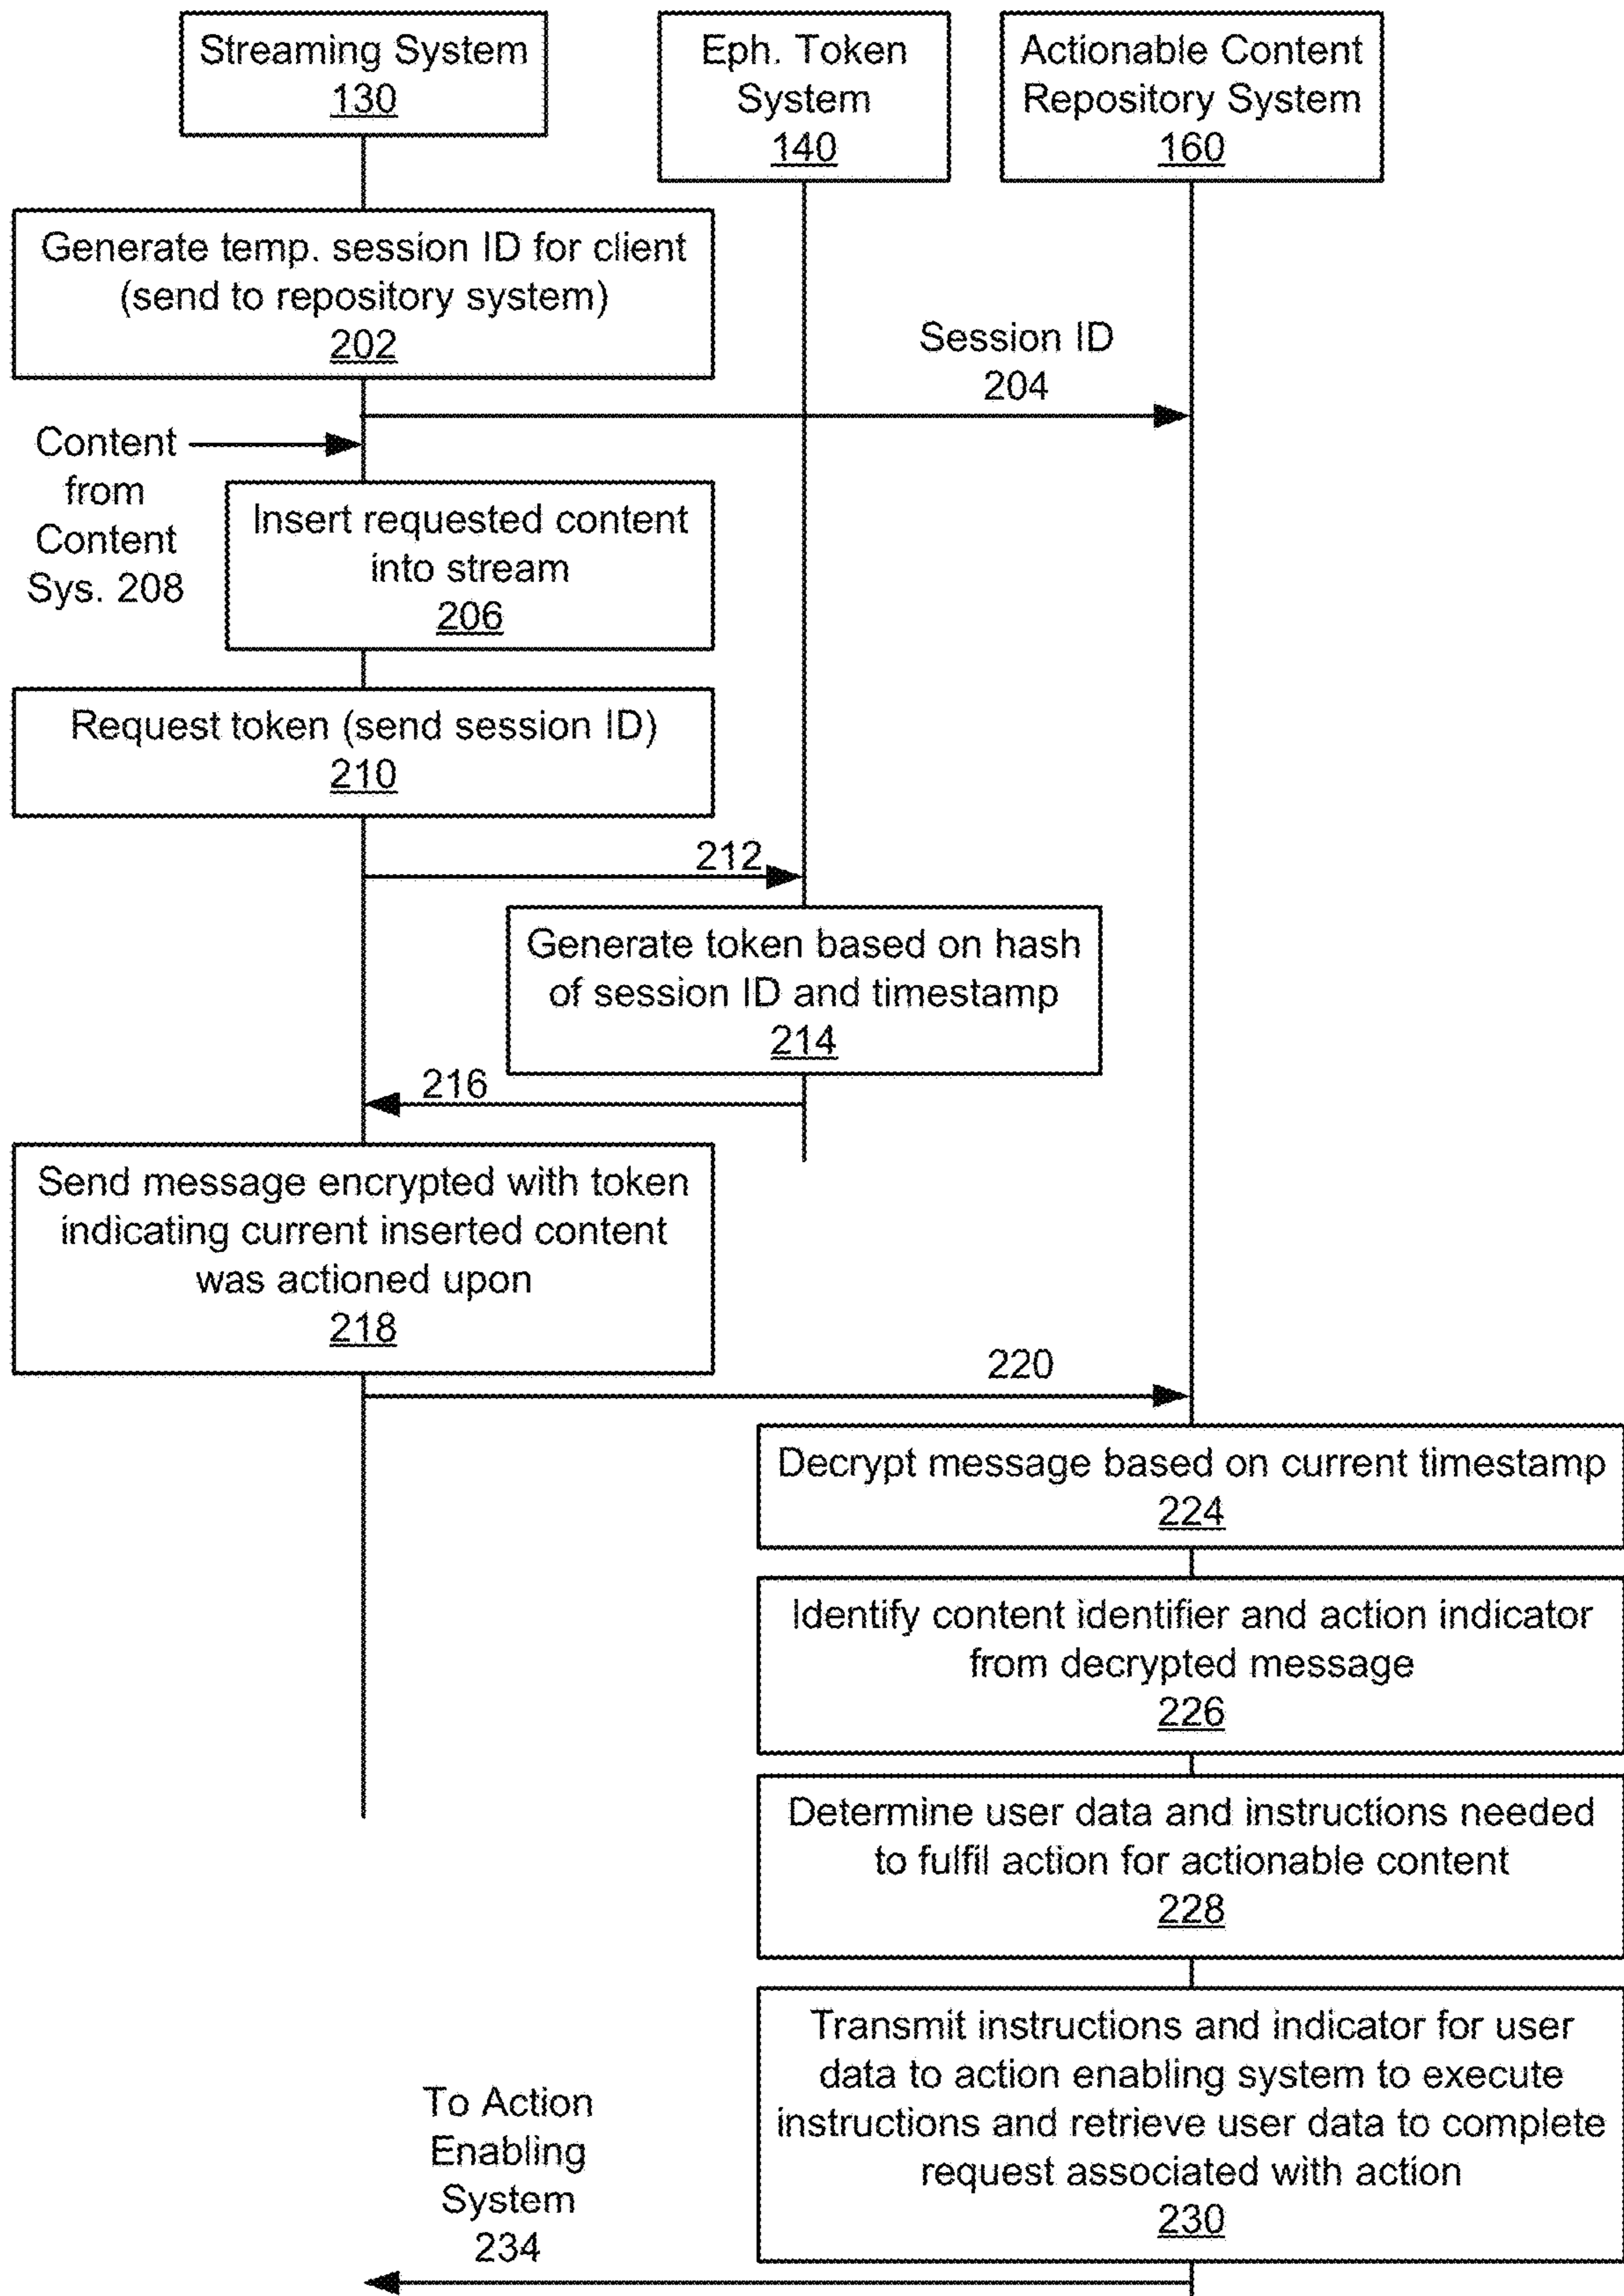 Streaming System
130
Eph. Token
System
140
Actionable Content
Repository System
160
Generate temp. session ID for client
(send to repository system)
202
Session ID
204
Content
from
Content
Sys. 208
Insert requested content
into stream
206
Request token (send session ID)
210
212
Generate token based on hash
of session ID and timestamp
214
216
Send message encrypted with token
indicating current inserted content
was actioned upon
218
220
Decrypt message based on current timestamp
224
Identify content identifier and action indicator
from decrypted message
226
Determine user data and instructions needed
to fulfil action for actionable content
228
Transmit instructions and indicator for user
data to action enabling system to execute
instructions and retrieve user data to complete
request associated with action
230
To Action
Enabling
System
234